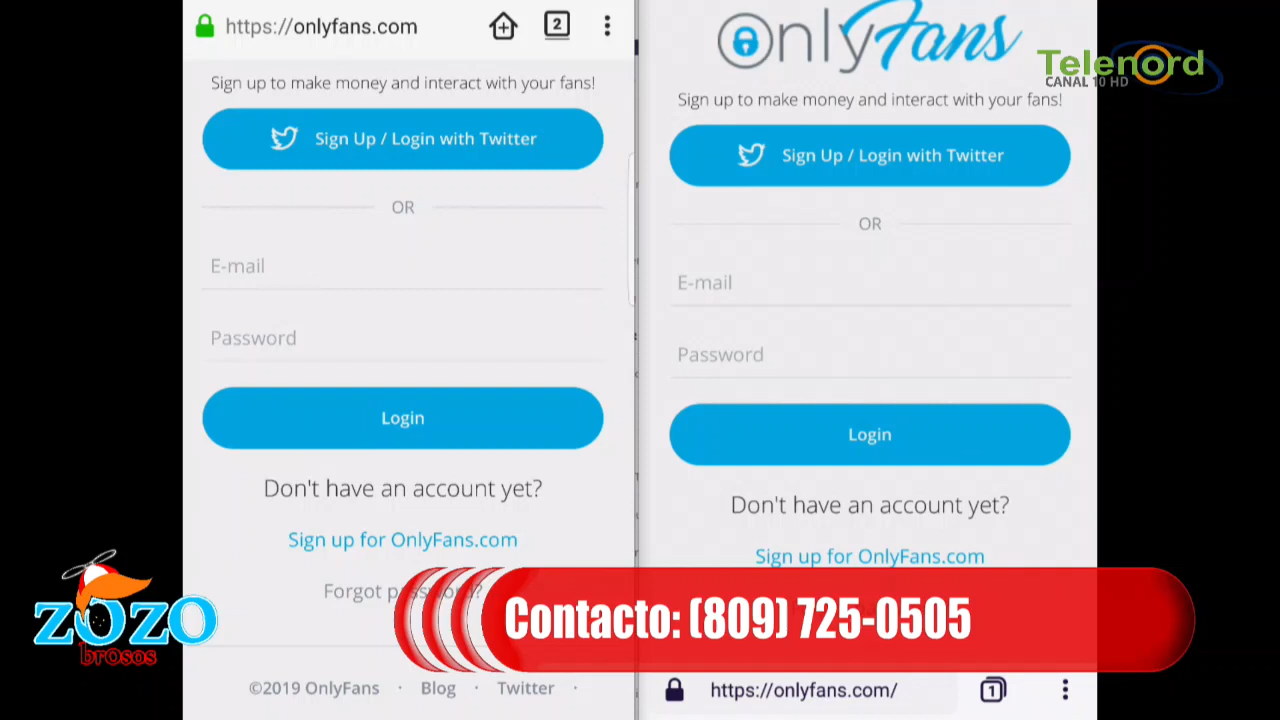 https://onlyfans.com
2
Sign up to make money and interact with your fans!
Sign Up / Login with Twitter
OR
E-mail
Password
Login
Don't have an account yet?
Sign up for OnlyFans.com
Forgot password?
©2019 OnlyFans · Blog · Twitter ·
OnlyFans
Telenord
CANAL 10 HD
Sign up to make money and interact with your fans!
Sign Up / Login with Twitter
OR
E-mail
Password
Login
Don't have an account yet?
Sign up for OnlyFans.com
https://onlyfans.com/
1
zOzO
brOsos
Contacto: (809) 725-0505